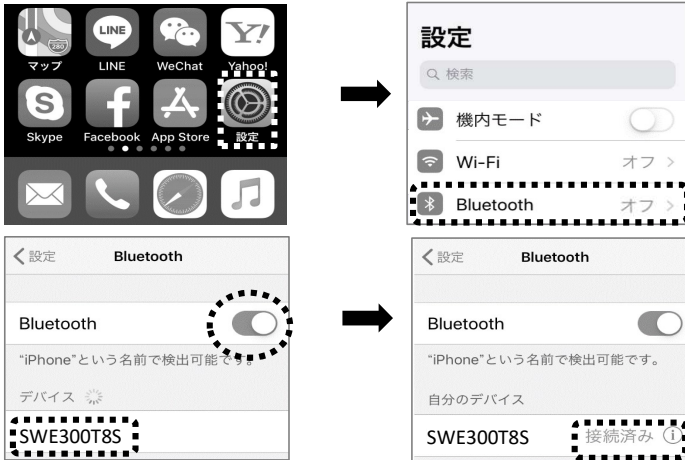 LINE
Y!
280
マップ LINE WeChat Yahoo!
S f
Skype Facebook App Store 設定
設定
検索
機内モード
Wi-Fi オフ >
Bluetooth オフ >
設定 Bluetooth
Bluetooth
“iPhone”という名前で検出可能です。
デバイス
SWE300T8S
設定 Bluetooth
Bluetooth
“iPhone”という名前で検出可能です。
自分のデバイス
SWE300T8S 接続済み i